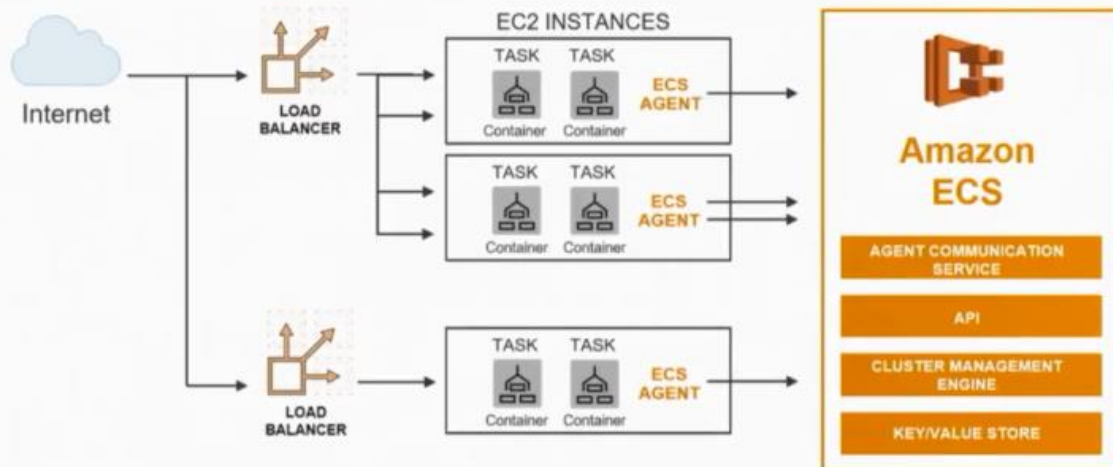 Internet
LOAD
BALANCER
EC2 INSTANCES
TASK TASK
Container Container
ECS
AGENT
TASK TASK
Container Container
ECS
AGENT
LOAD
BALANCER
TASK TASK
Container Container
ECS
AGENT
Amazon
ECS
AGENT COMMUNICATION
SERVICE
API
CLUSTER MANAGEMENT
ENGINE
KEY/VALUE STORE